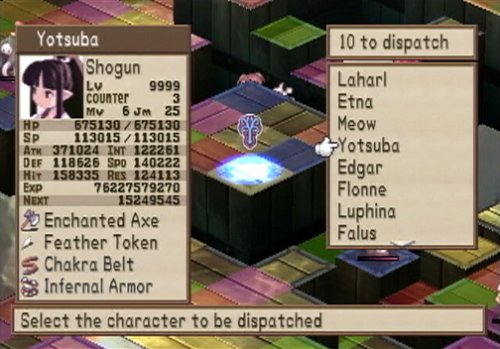 Yotsuba
10 to dispatch
Shogun
Lv 9999
Counter 3
Mv 6 Jm 25
HP 675130/675130
SP 113015/113015
Atk 371024 Int 122261
Def 118626 Spd 140222
Hit 158335 Res 124113
Exp 76227579270
Next 15249545
Enchanted Axe
Feather Token
Chakra Belt
Infernal Armor
Laharl
Etna
Meow
Yotsuba
Edgar
Flonne
Luphina
Falus
Select the character to be dispatched